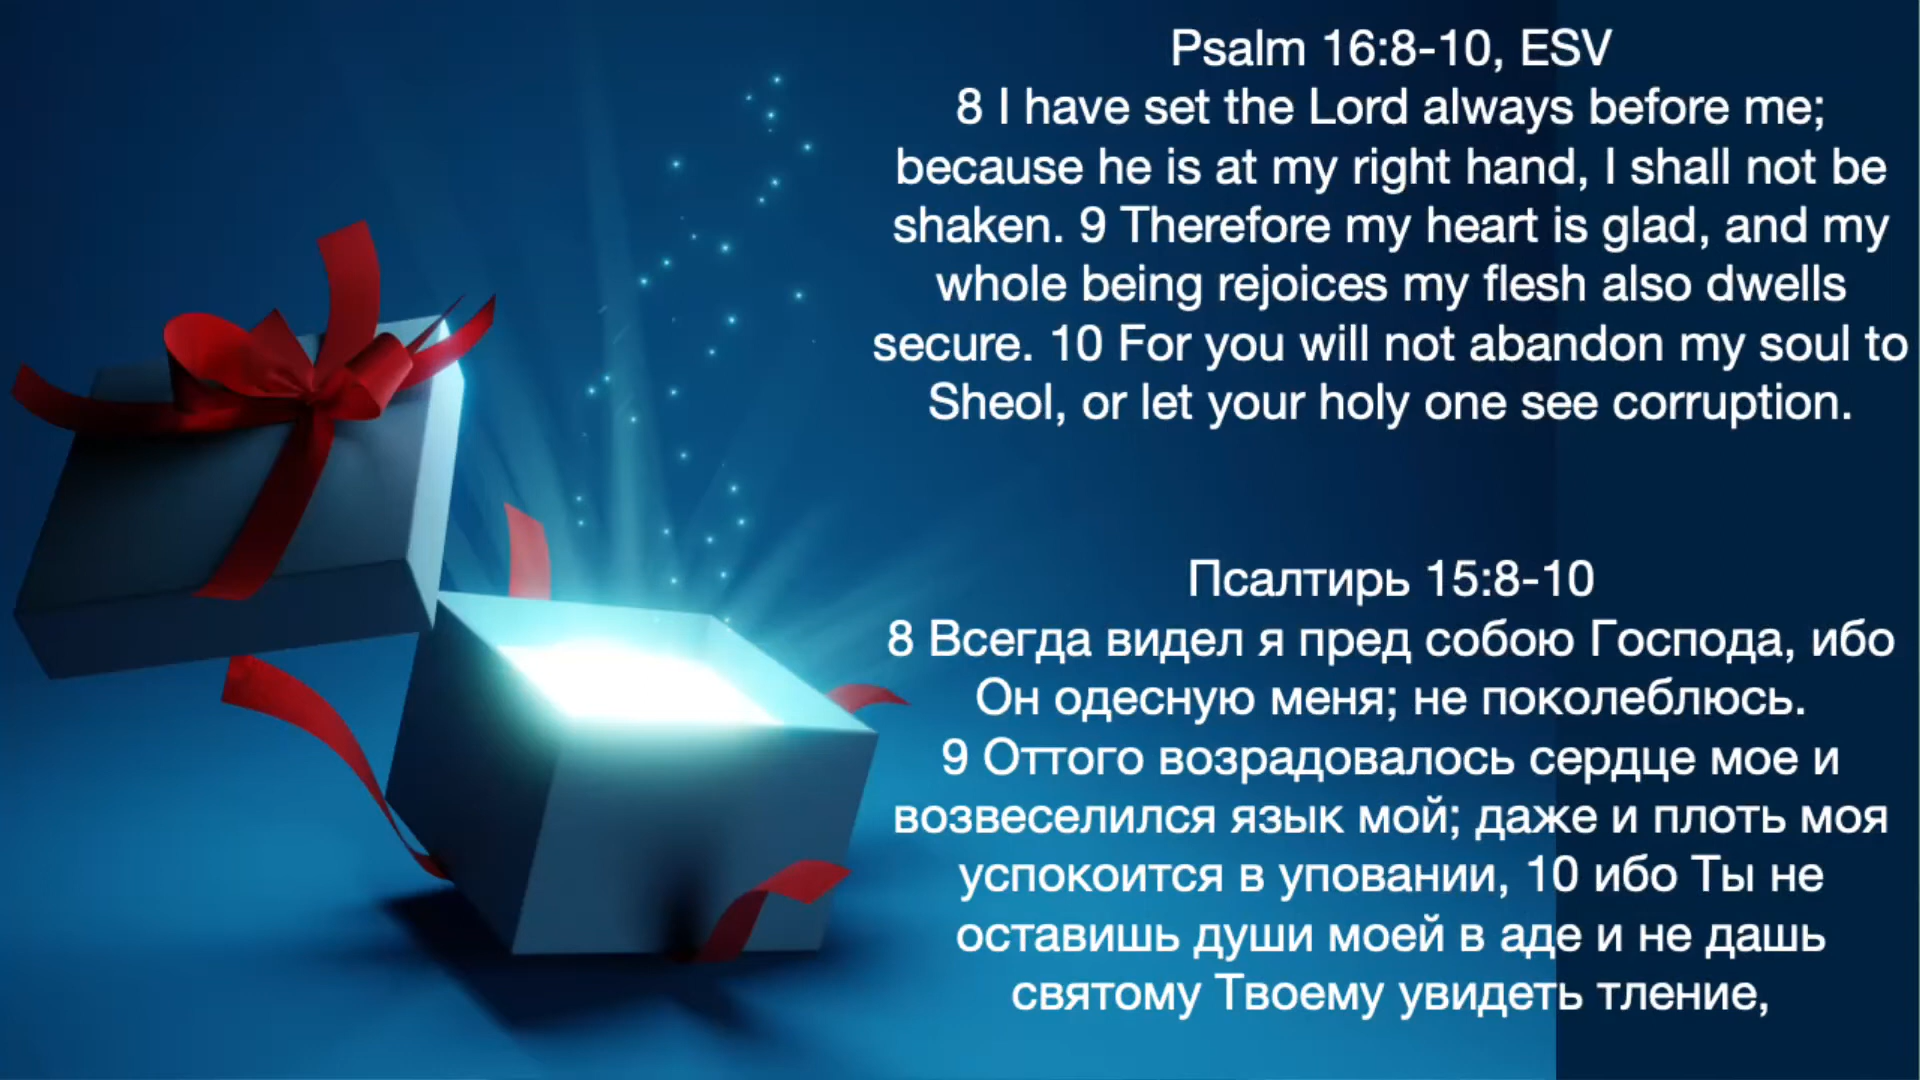 Psalm 16:8-10, ESV
8 I have set the Lord always before me;
because he is at my right hand, I shall not be
shaken. 9 Therefore my heart is glad, and my
whole being rejoices my flesh also dwells
secure. 10 For you will not abandon my soul to
Sheol, or let your holy one see corruption.
Псалтирь 15:8-10
8 Всегда видел я пред собою Господа, ибо
Он одесную меня; не поколеблюсь.
9 Оттого возрадовалось сердце мое и
возвеселился язык мой; даже и плоть моя
успокоится в уповании, 10 ибо Ты не
оставишь души моей в аде и не дашь
святому Твоему увидеть тление,